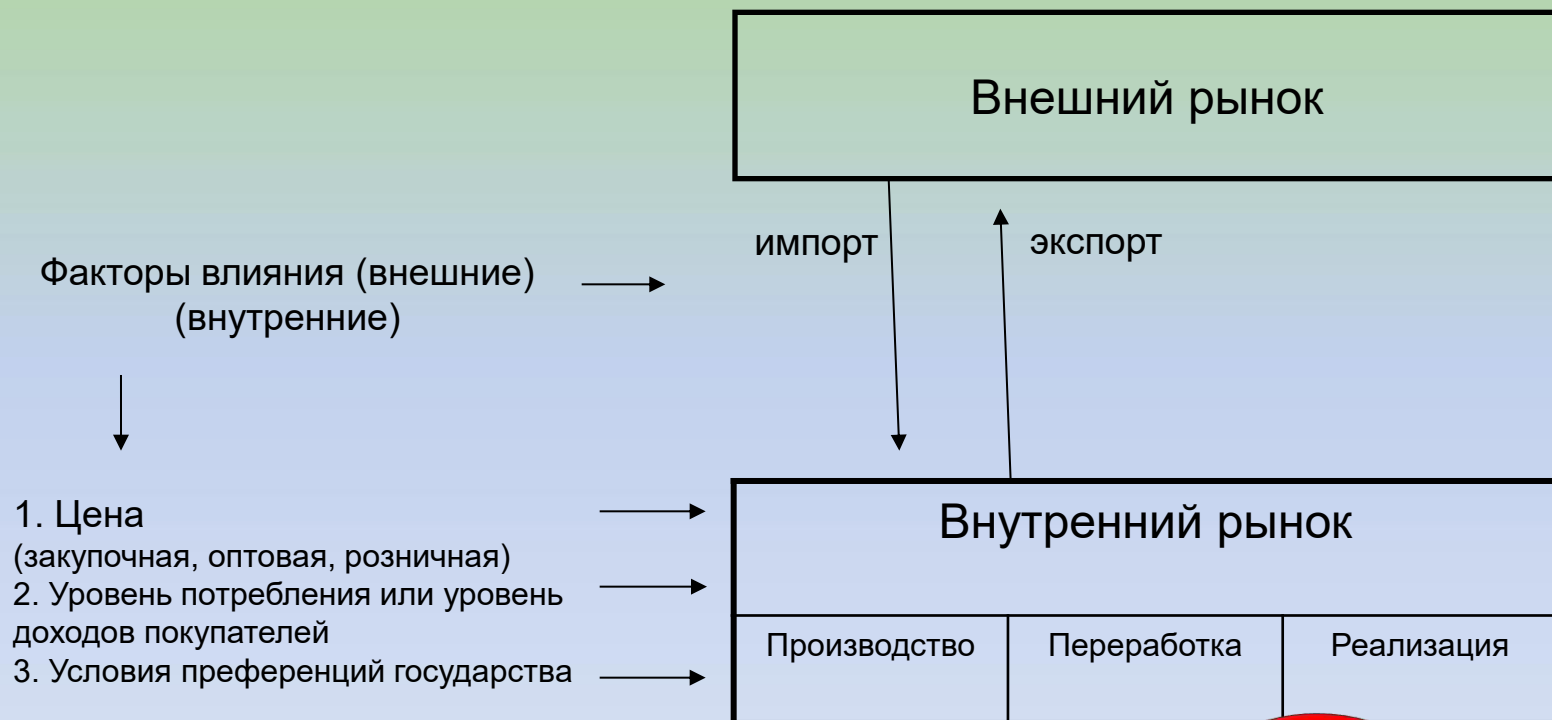 Внешний рынок
импорт
экспорт
Факторы влияния (внешние)
(внутренние)
1. Цена
(закупочная, оптовая, розничная)
2. Уровень потребления или уровень
доходов покупателей
3. Условия преференций государства
Внутренний рынок
Производство
Переработка
Реализация